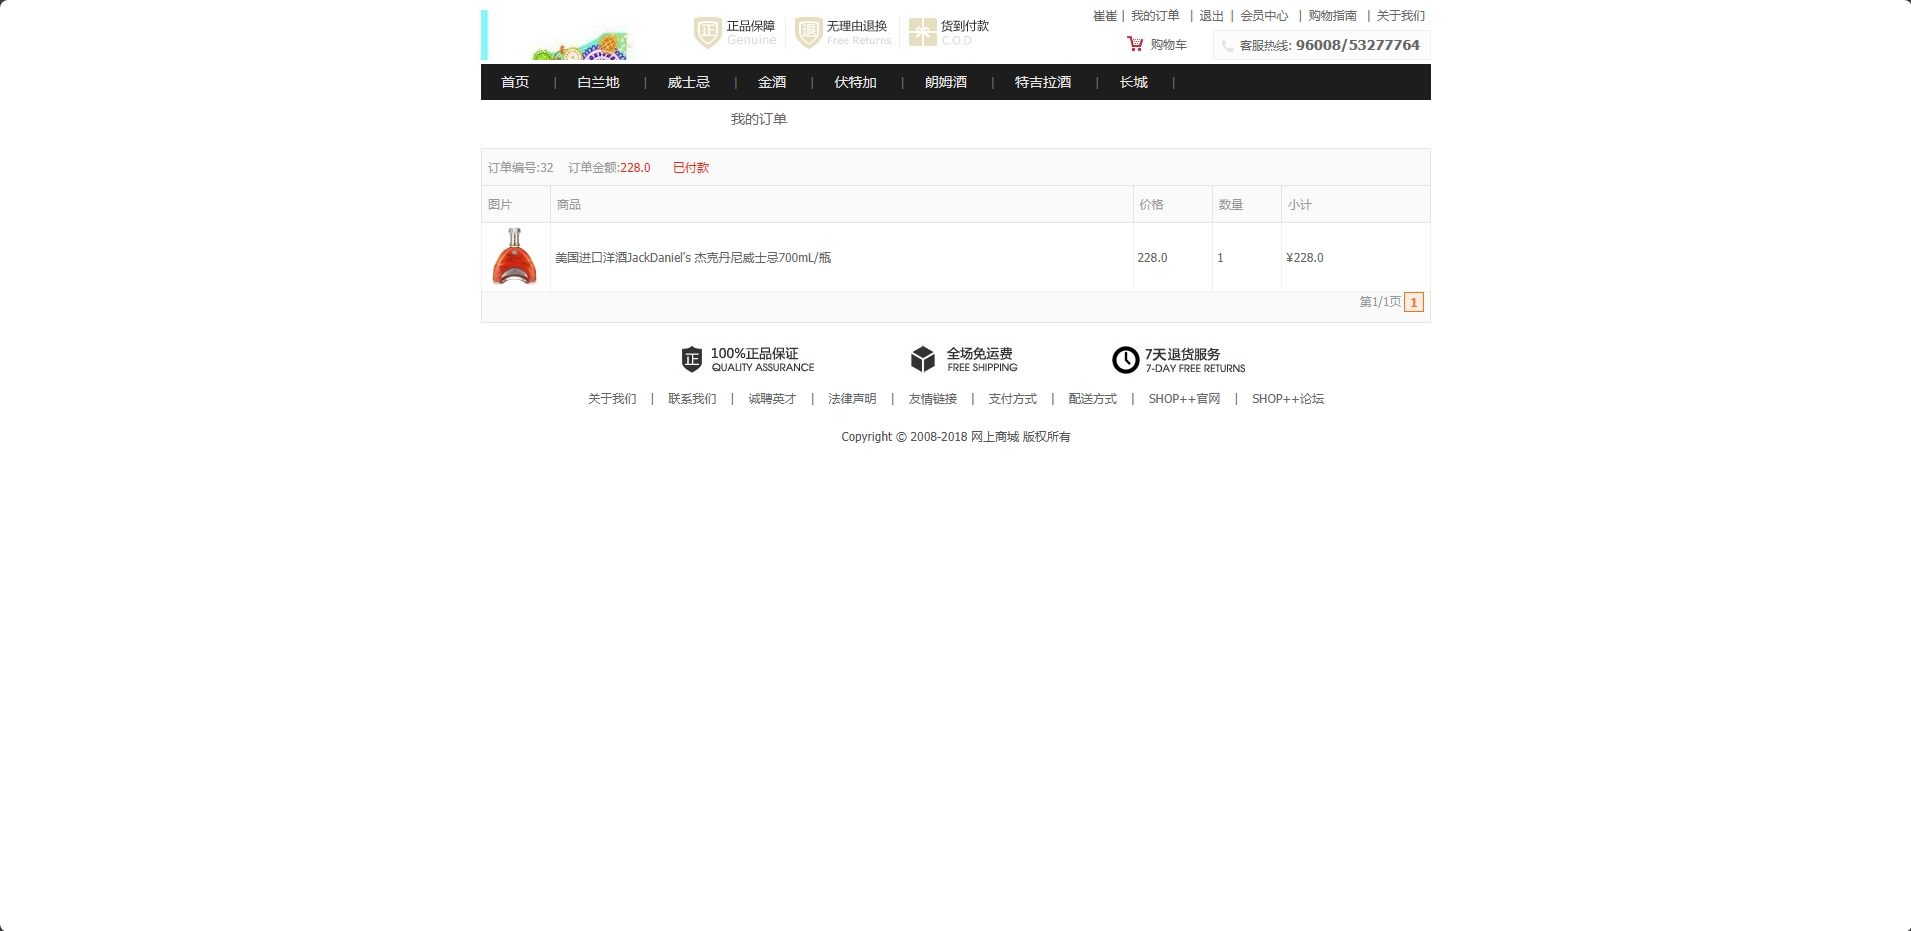 正 正品保障 退 无理由退换 货到付款 崔崔 | 我的订单 | 退出 | 会员中心 | 购物指南 | 关于我们
Genuine Free Returns C.O.D 购物车 客服热线: 96008/53277764
首页 | 白兰地 | 威士忌 | 金酒 | 伏特加 | 朗姆酒 | 特吉拉酒 | 长城 |
我的订单
订单编号:32 订单金额:228.0 已付款
图片 商品 价格 数量 小计
美国进口洋酒JackDaniel's 杰克丹尼威士忌700mL/瓶 228.0 1 ¥228.0
第1/1页 1
正 100%正品保证 全场免运费 7天退货服务
QUALITY ASSURANCE FREE SHIPPING 7-DAY FREE RETURNS
关于我们 | 联系我们 | 诚聘英才 | 法律声明 | 友情链接 | 支付方式 | 配送方式 | SHOP++官网 | SHOP++论坛
Copyright © 2008-2018 网上商城 版权所有